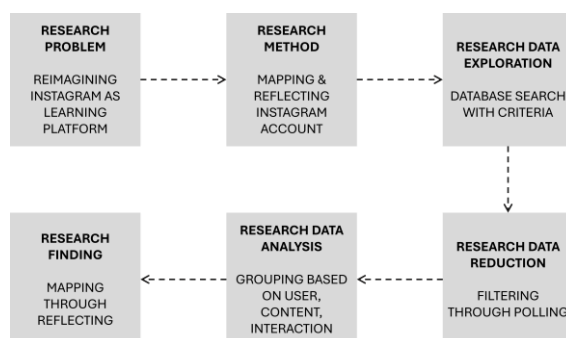 RESEARCH
PROBLEM
REIMAGINING
INSTAGRAM AS
LEARNING
PLATFORM
RESEARCH
METHOD
MAPPING &
REFLECTING
INSTAGRAM
ACCOUNT
RESEARCH DATA
EXPLORATION
DATABASE SEARCH
WITH CRITERIA
RESEARCH DATA
REDUCTION
FILTERING
THROUGH POLLING
RESEARCH DATA
ANALYSIS
GROUPING BASED
ON USER,
CONTENT,
INTERACTION
RESEARCH
FINDING
MAPPING
THROUGH
REFLECTING